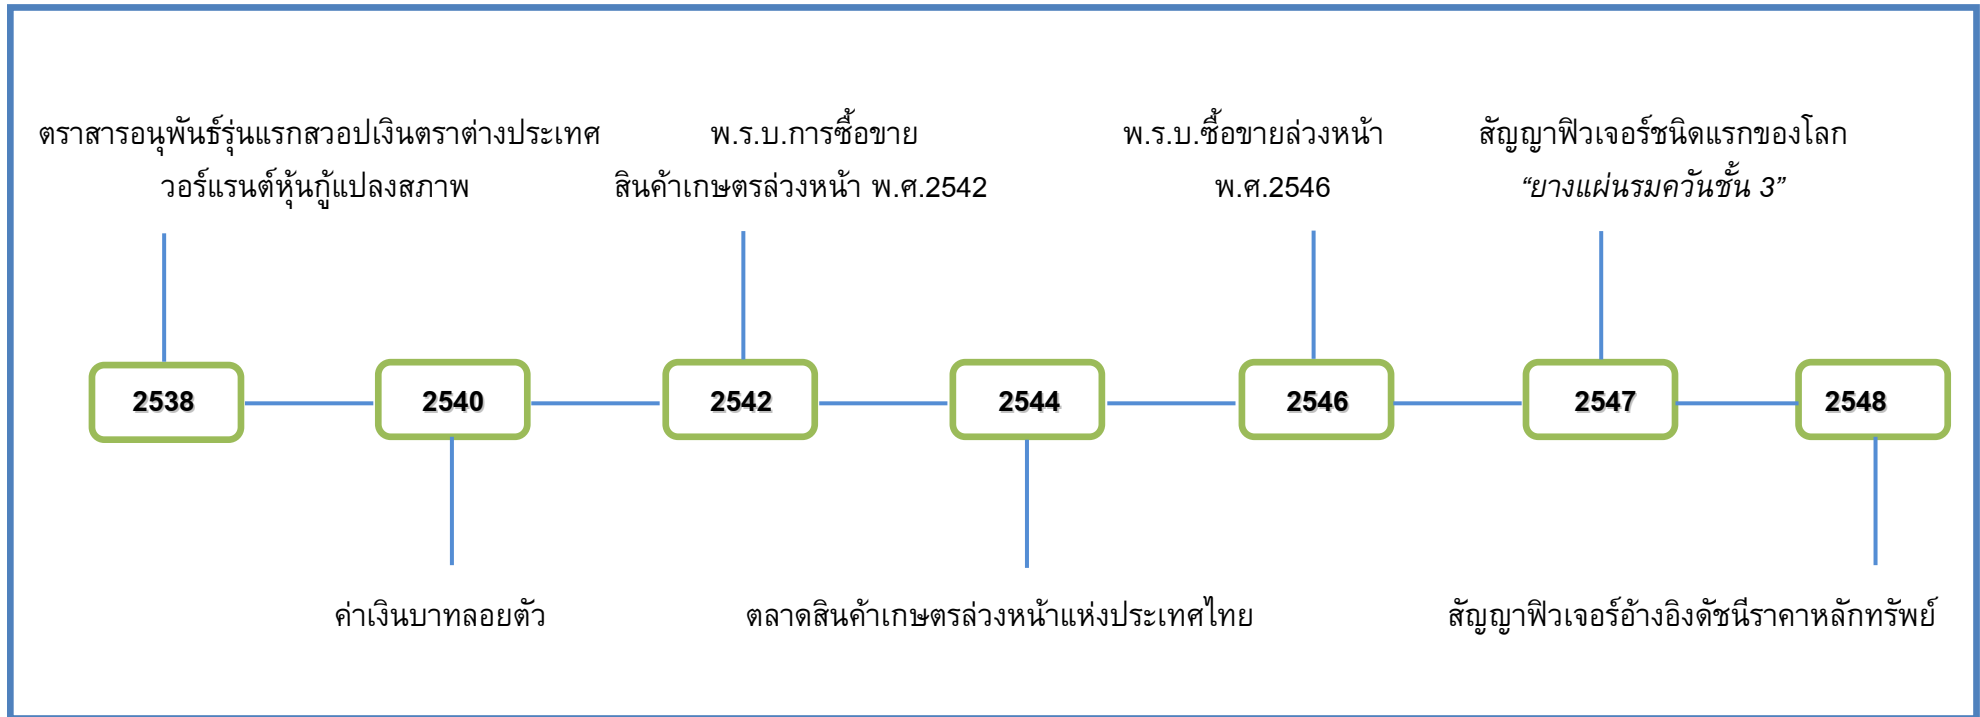 ตราสารอนุพันธ์รุ่นแรกสวอปเงินตราต่างประเทศ
วอร์แรนต์หุ้นกู้แปลงสภาพ
พ.ร.บ.การซื้อขาย
สินค้าเกษตรล่วงหน้า พ.ศ.2542
พ.ร.บ.ซื้อขายล่วงหน้า
พ.ศ.2546
สัญญาฟิวเจอร์ชนิดแรกของโลก
“ยางแผ่นรมควันชั้น 3”
2538
2540
2542
2544
2546
2547
2548
ค่าเงินบาทลอยตัว
ตลาดสินค้าเกษตรล่วงหน้าแห่งประเทศไทย
สัญญาฟิวเจอร์อ้างอิงดัชนีราคาหลักทรัพย์